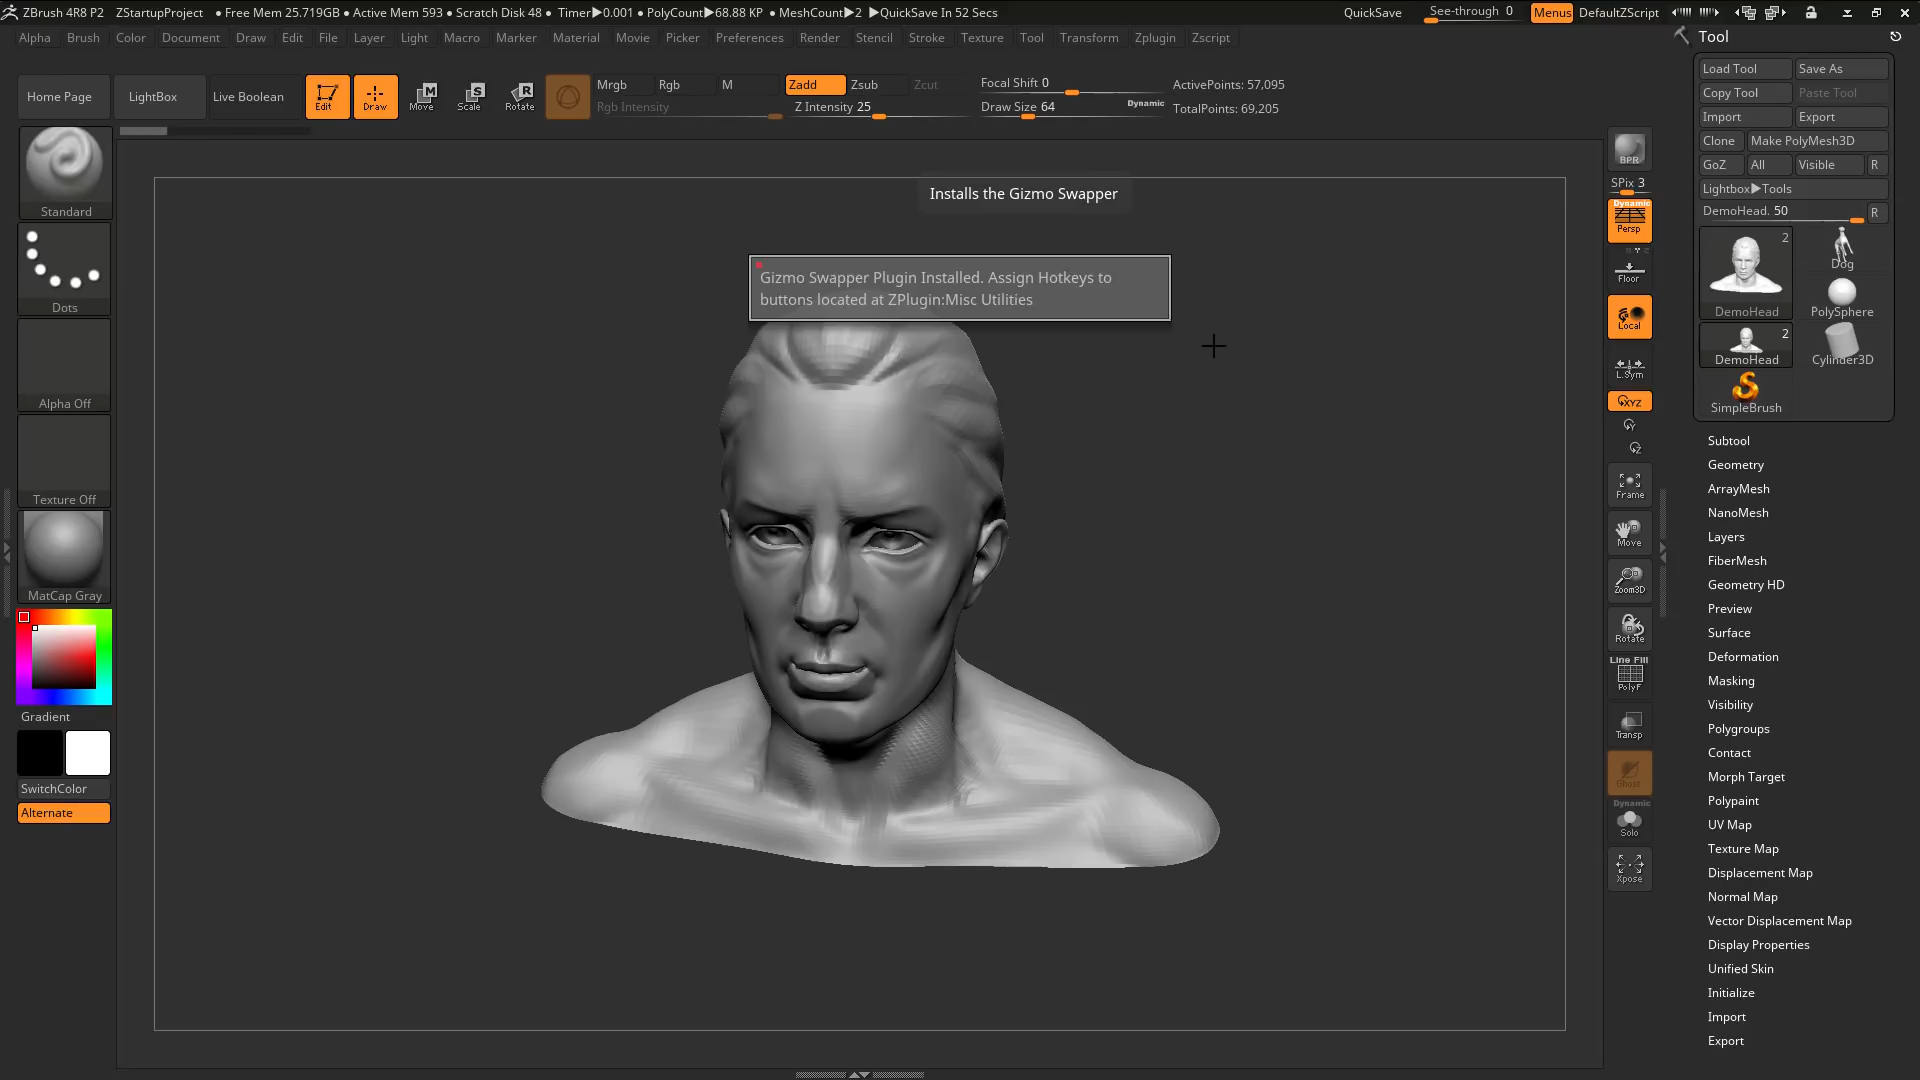 ZBrush 4R8 P2 ZStartupProject ● Free Mem 25.719GB ● Active Mem 593 ● Scratch Disk 48 ● Timer▶0.001 ● PolyCount▶68.88 KP ● MeshCount▶2 ▶QuickSave In 52 Secs QuickSave See-through 0 Menus DefaultZScript
Alpha Brush Color Document Draw Edit File Layer Light Macro Marker Material Movie Picker Preferences Render Stencil Stroke Texture Tool Transform Zplugin Zscript
Home Page LightBox Live Boolean Edit Draw Move Scale Rotate
M S R
Mrgb Rgb M Zadd Zsub Zcut Focal Shift 0 ActivePoints: 57,095
Rgb Intensity Z Intensity 25 Draw Size 64 Dynamic TotalPoints: 69,205
Standard
Dots
Alpha Off
Texture Off
MatCap Gray
Gradient
SwitchColor
Alternate
Installs the Gizmo Swapper
Gizmo Swapper Plugin Installed. Assign Hotkeys to
buttons located at ZPlugin:Misc Utilities
BPR
SPix 3
Dynamic
Persp
Floor
Local
L.Sym
XYZ
Y
Z
Frame
Move
Zoom3D
Rotate
Line Fill
PolyF
Transp
Ghost
Dynamic
Solo
Xpose
Tool
Load Tool Save As
Copy Tool Paste Tool
Import Export
Clone Make PolyMesh3D
GoZ All Visible R
Lightbox▶Tools
DemoHead. 50 R
2
DemoHead Dog
PolySphere
2
DemoHead Cylinder3D
SimpleBrush
Subtool
Geometry
ArrayMesh
NanoMesh
Layers
FiberMesh
Geometry HD
Preview
Surface
Deformation
Masking
Visibility
Polygroups
Contact
Morph Target
Polypaint
UV Map
Texture Map
Displacement Map
Normal Map
Vector Displacement Map
Display Properties
Unified Skin
Initialize
Import
Export